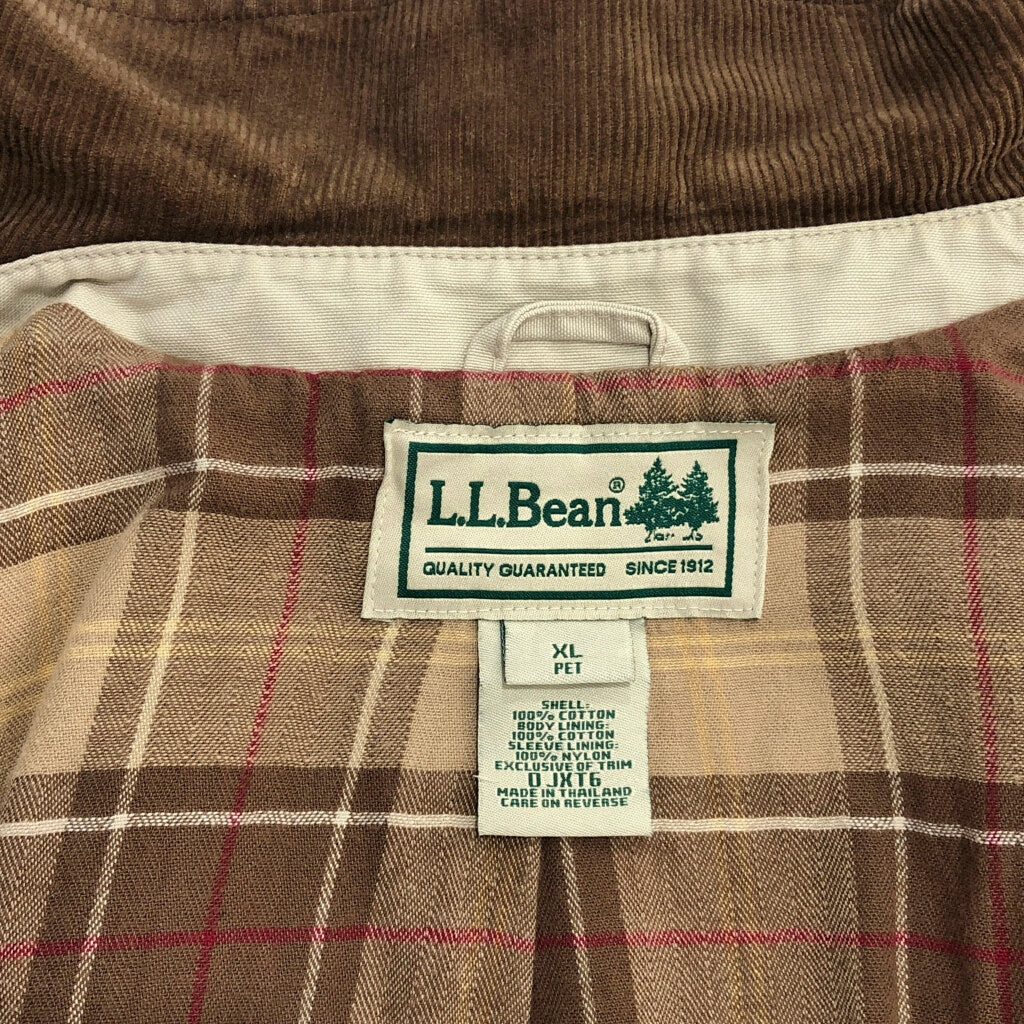 L.L.Bean®
QUALITY GUARANTEED SINCE 1912
XL
PET
SHELL:
100% COTTON
BODY LINING:
100% COTTON
SLEEVE LINING:
100% NYLON
EXCLUSIVE OF TRIM
0 JXT6
MADE IN THAILAND
CARE ON REVERSE